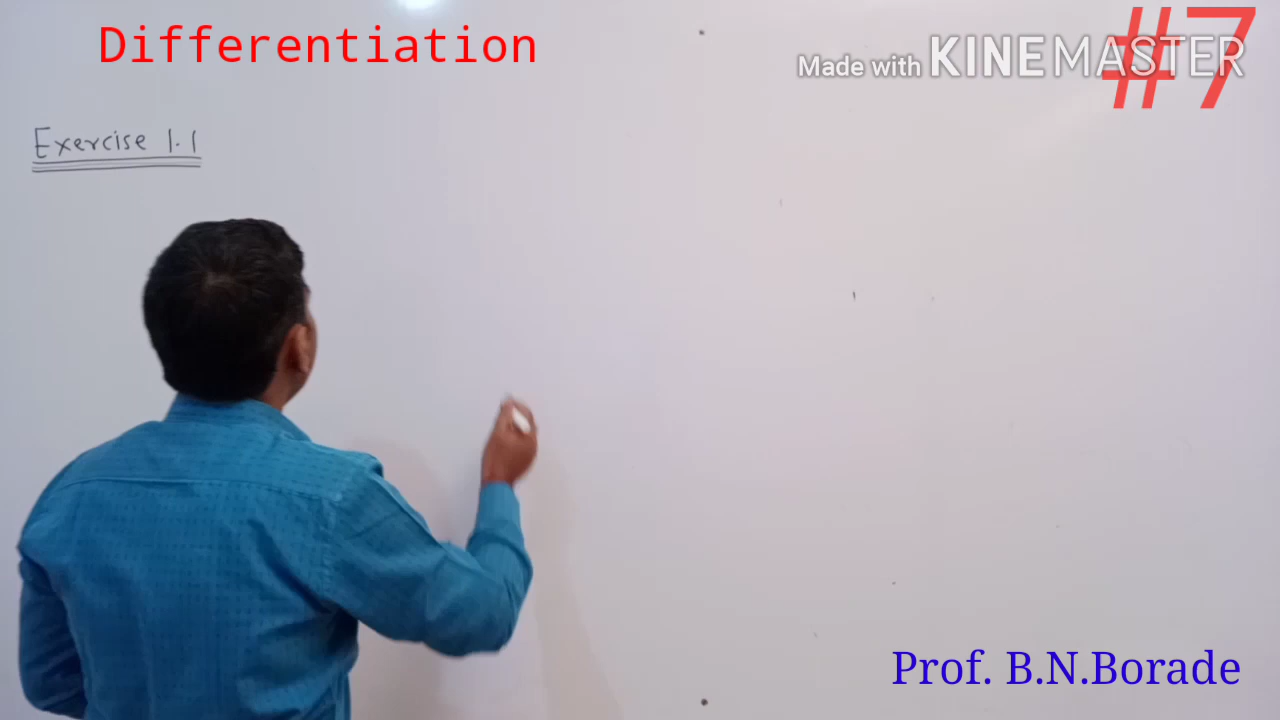 Differentiation
#7
Made with KINEMASTER
Exercise 1.1
Prof. B.N.Borade